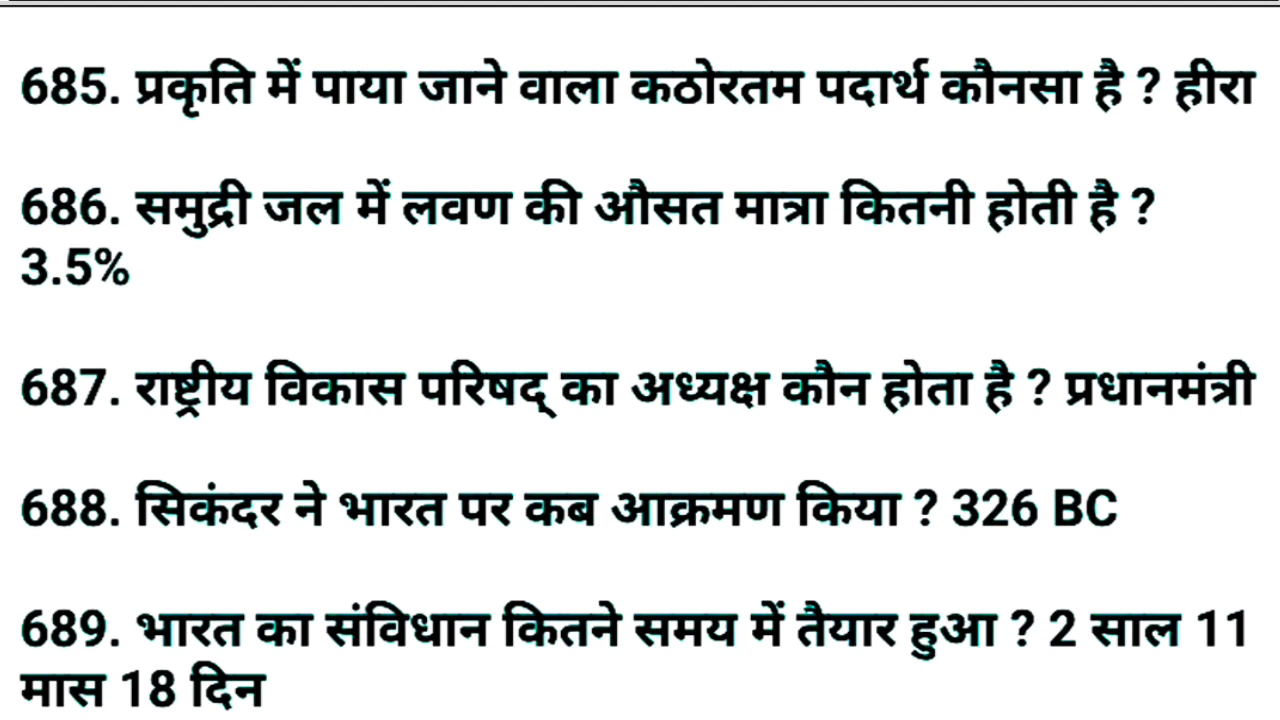 685. प्रकृति में पाया जाने वाला कठोरतम पदार्थ कौनसा है ? हीरा
686. समुद्री जल में लवण की औसत मात्रा कितनी होती है ?
3.5%
687. राष्ट्रीय विकास परिषद् का अध्यक्ष कौन होता है ? प्रधानमंत्री
688. सिकंदर ने भारत पर कब आक्रमण किया ? 326 BC
689. भारत का संविधान कितने समय में तैयार हुआ ? 2 साल 11
मास 18 दिन